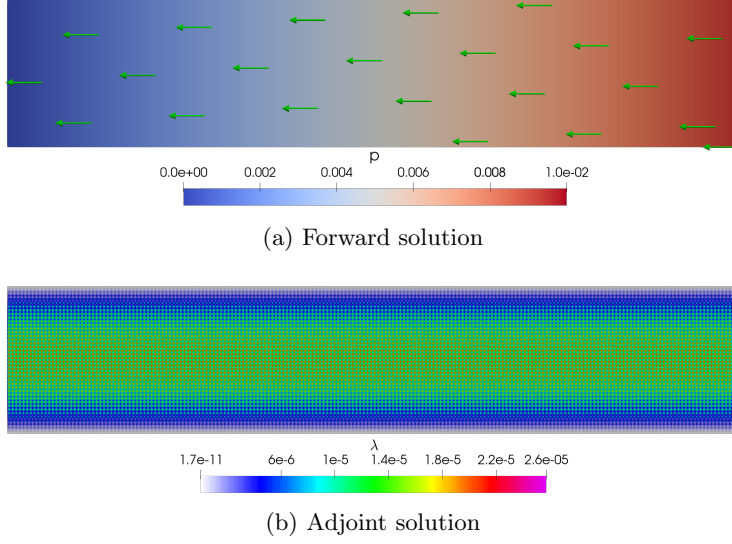 p
0.0e+00 0.002 0.004 0.006 0.008 1.0e-02
(a) Forward solution
λ
1.7e-11 6e-6 1e-5 1.4e-5 1.8e-5 2.2e-5 2.6e-05
(b) Adjoint solution